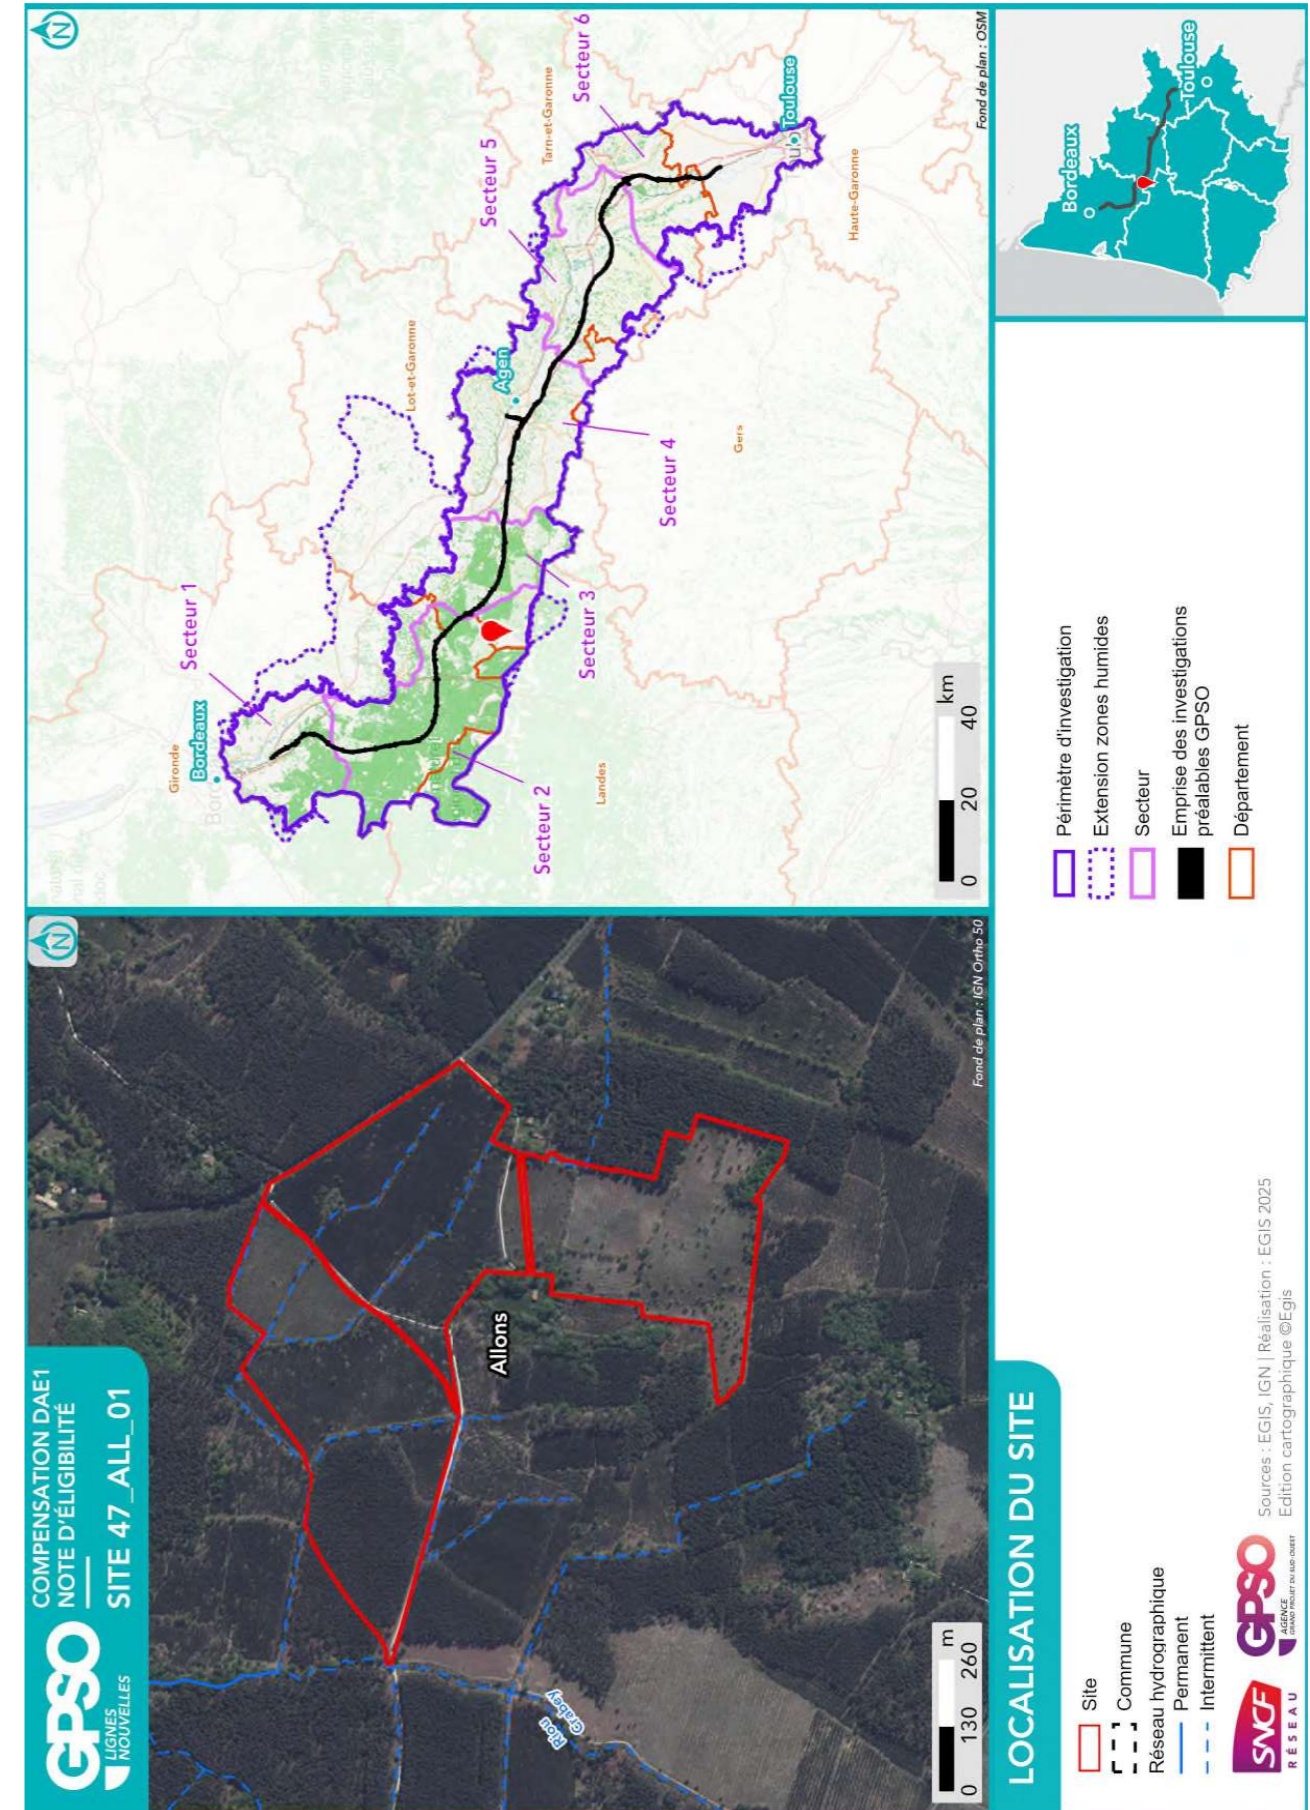 GPSO
LIGNES
NOUVELLES
COMPENSATION DAE1
NOTE D'ÉLIGIBILITÉ
SITE 47_ALL_01
N
Allons
Riou
Crabey
0 130 260 m
Fond de plan : IGN Ortho 50
N
Gironde
Bordeaux
Secteur 1
Secteur 2
Landes
Secteur 3
Lot-et-Garonne
Agen
Secteur 4
Gers
Secteur 5
Tarn-et-Garonne
Secteur 6
Toulouse
Haute-Garonne
0 20 40 km
Fond de plan : OSM
LOCALISATION DU SITE
Site
Commune
Réseau hydrographique
Permanent
Intermittent
Périmètre d'investigation
Extension zones humides
Secteur
Emprise des investigations
préalables GPSO
Département
Bordeaux
Toulouse
SNCF
RÉSEAU
GPSO
AGENCE
GRAND PROJET DU SUD-OUEST
Sources : EGIS, IGN | Réalisation : EGIS 2025
Edition cartographique ©Egis